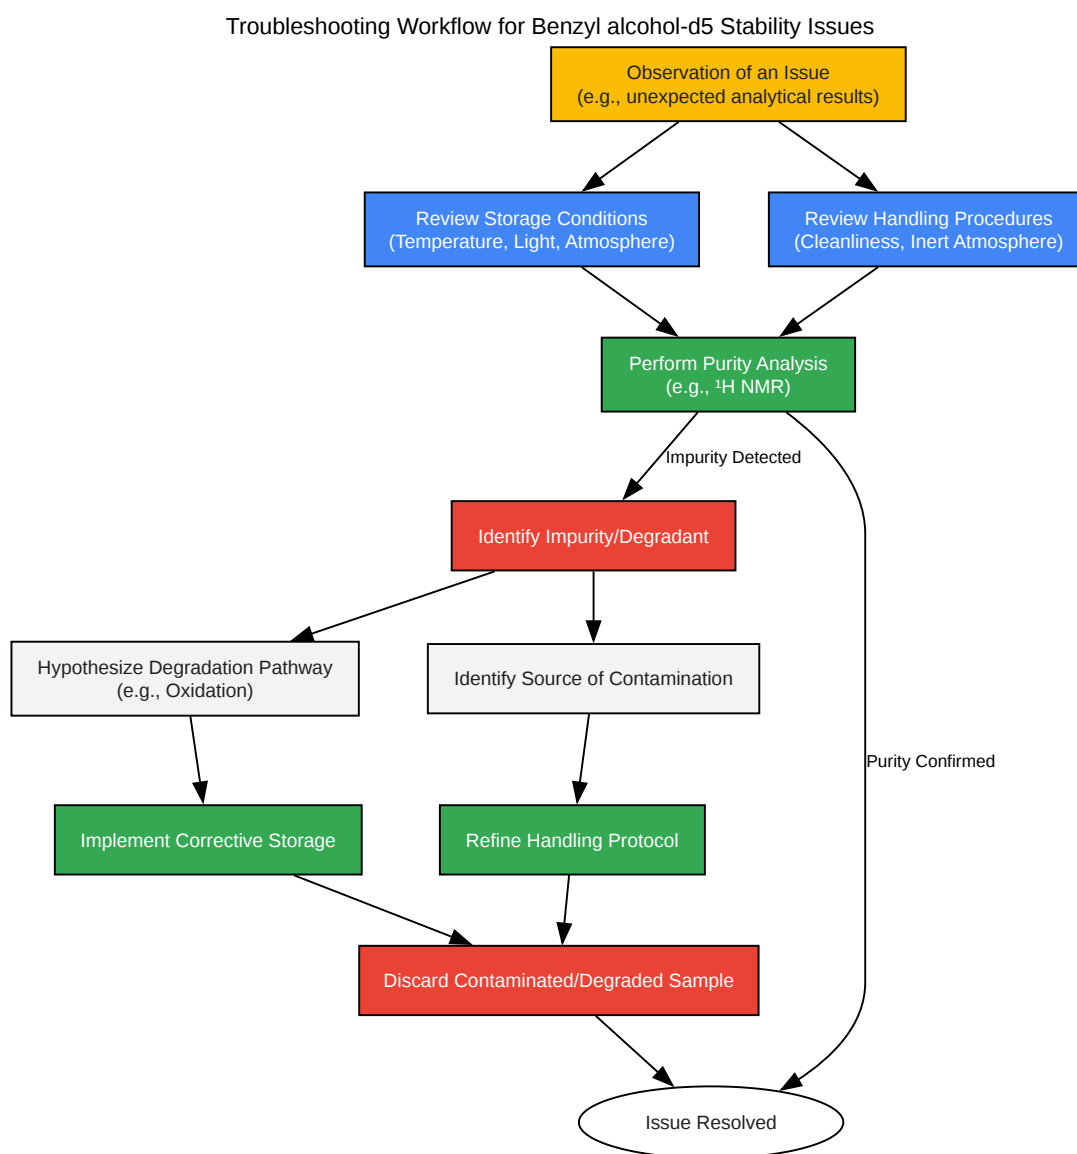 Troubleshooting Workflow for Benzyl alcohol-d5 Stability Issues
Observation of an Issue
(e.g., unexpected analytical results)
Review Storage Conditions
(Temperature, Light, Atmosphere)
Review Handling Procedures
(Cleanliness, Inert Atmosphere)
Perform Purity Analysis
(e.g., ¹H NMR)
Impurity Detected
Identify Impurity/Degradant
Hypothesize Degradation Pathway
(e.g., Oxidation)
Identify Source of Contamination
Purity Confirmed
Implement Corrective Storage
Refine Handling Protocol
Discard Contaminated/Degraded Sample
Issue Resolved